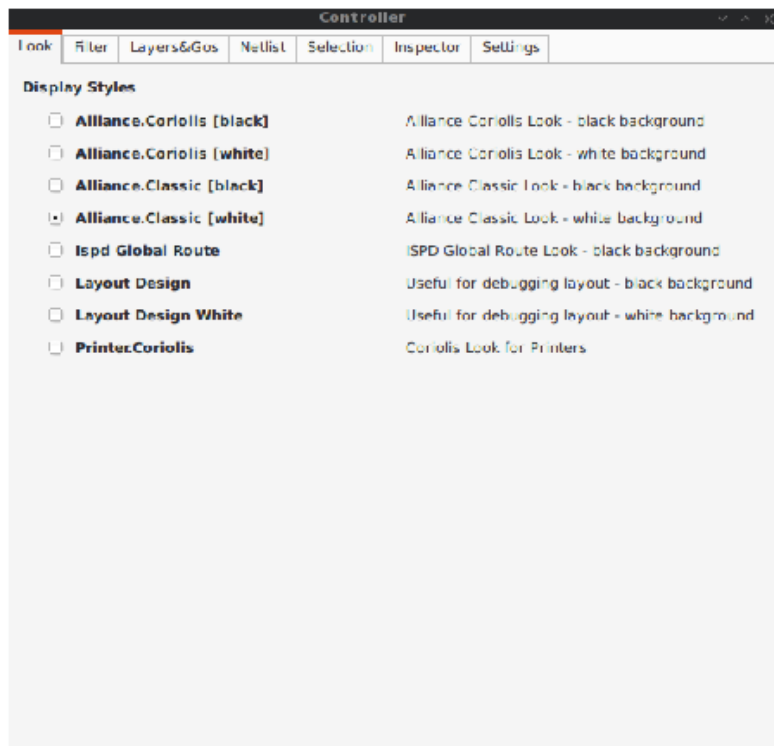 Controller
Look Filter Layers&Gos Netlist Selection Inspector Settings
Display Styles
Alliance.Coriolis [black] Alliance Coriolis Look - black background
Alliance.Coriolis [white] Alliance Coriolis Look - white background
Alliance.Classic [black] Alliance Classic Look - black background
Alliance.Classic [white] Alliance Classic Look - white background
Ispd Global Route ISPD Global Route Look - black background
Layout Design Useful for debugging layout - black background
Layout Design White Useful for debugging layout - white background
Printer.Coriolis Coriolis Look for Printers